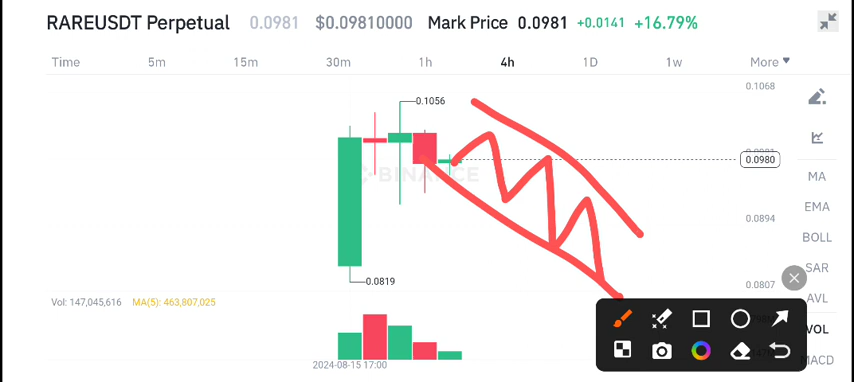 RAREUSDT Perpetual 0.0981 $0.09810000 Mark Price 0.0981 +0.0141 +16.79%
Time 5m 15m 30m 1h 4h 1D 1w More
0.1068
0.1056
0.0980
BINANCE
MA
EMA
0.0894
BOLL
SAR
0.0819
0.0807
AVL
Vol: 147,045,616 MA(5): 463,807,025
VOL
MACD
2024-08-15 17:00